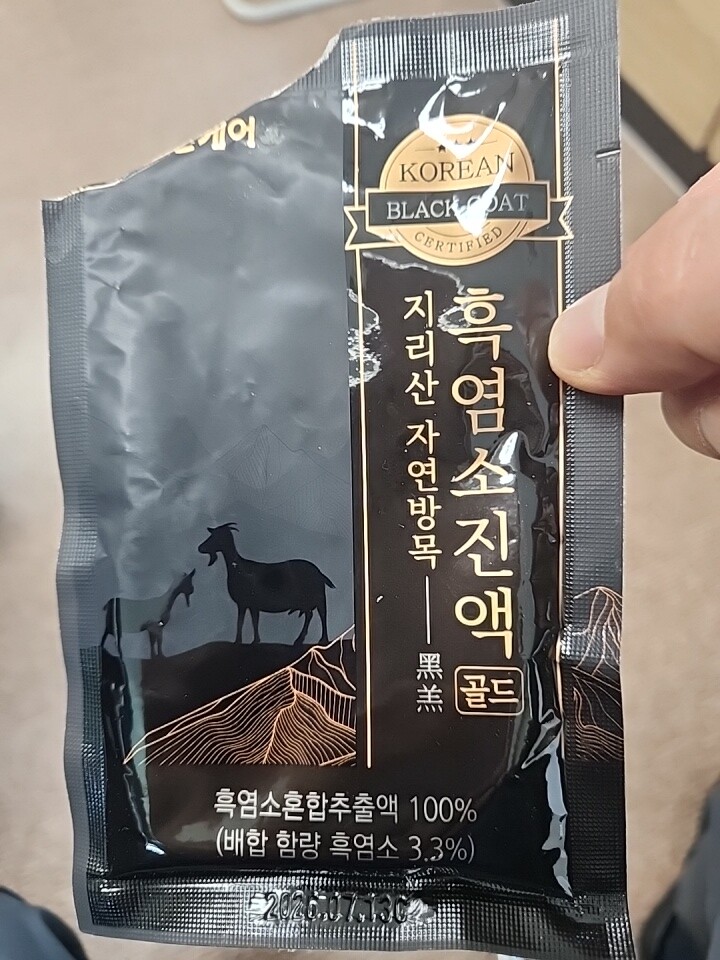 케어
KOREAN
BLACK GOAT
CERTIFIED
흑염소진액
골드
지리산 자연방목
黑羔
흑염소혼합추출액 100%
(배합 함량 흑염소 3.3%)